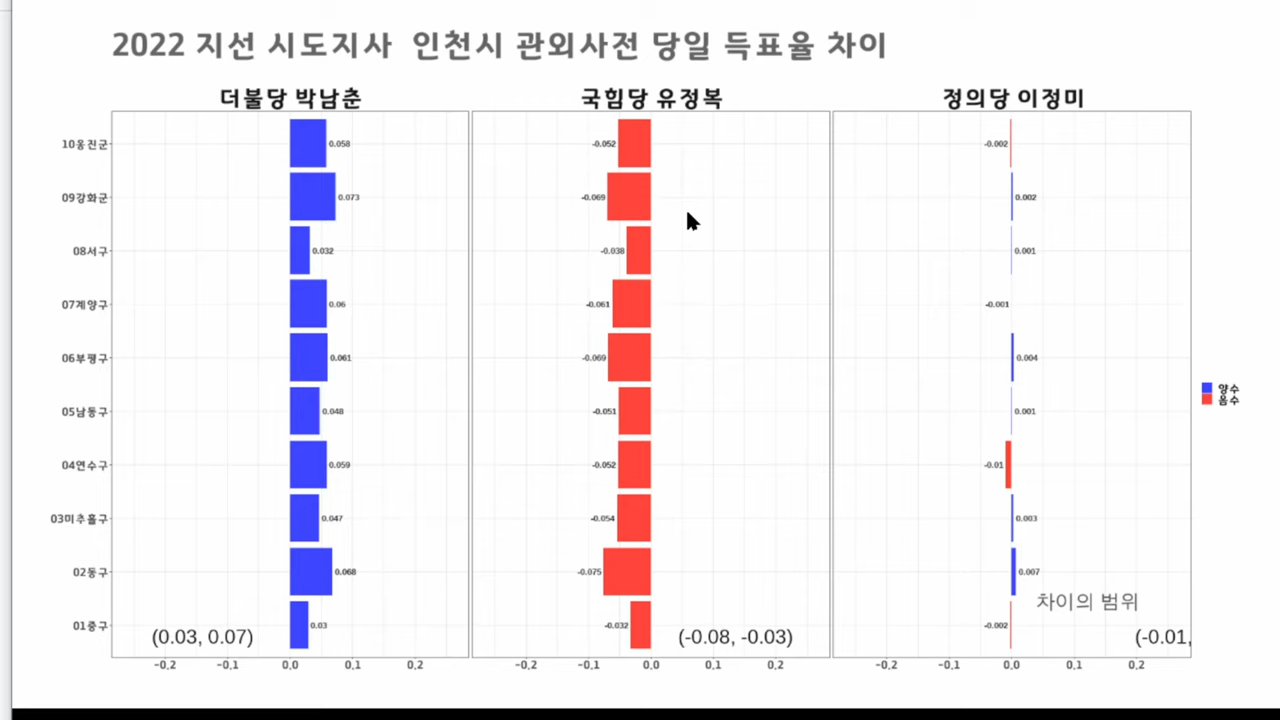 2022 지선 시도지사 인천시 관외사전 당일 득표율 차이
더불당 박남춘
국힘당 유정복
정의당 이정미
10옹진군 0.058 -0.052 -0.002
09강화군 0.073 -0.069 0.002
08서구 0.032 -0.038 0.001
07계양구 0.06 -0.061 -0.001
06부평구 0.061 -0.069 0.004
05남동구 0.048 -0.051 0.001
04연수구 0.059 -0.052 -0.01
03미추홀구 0.047 -0.054 0.003
02동구 0.068 -0.075 0.007
01중구 0.03 -0.032 -0.002
양수
음수
차이의 범위
(0.03, 0.07) (-0.08, -0.03) (-0.01,
-0.2 -0.1 0.0 0.1 0.2 -0.2 -0.1 0.0 0.1 0.2 -0.2 -0.1 0.0 0.1 0.2